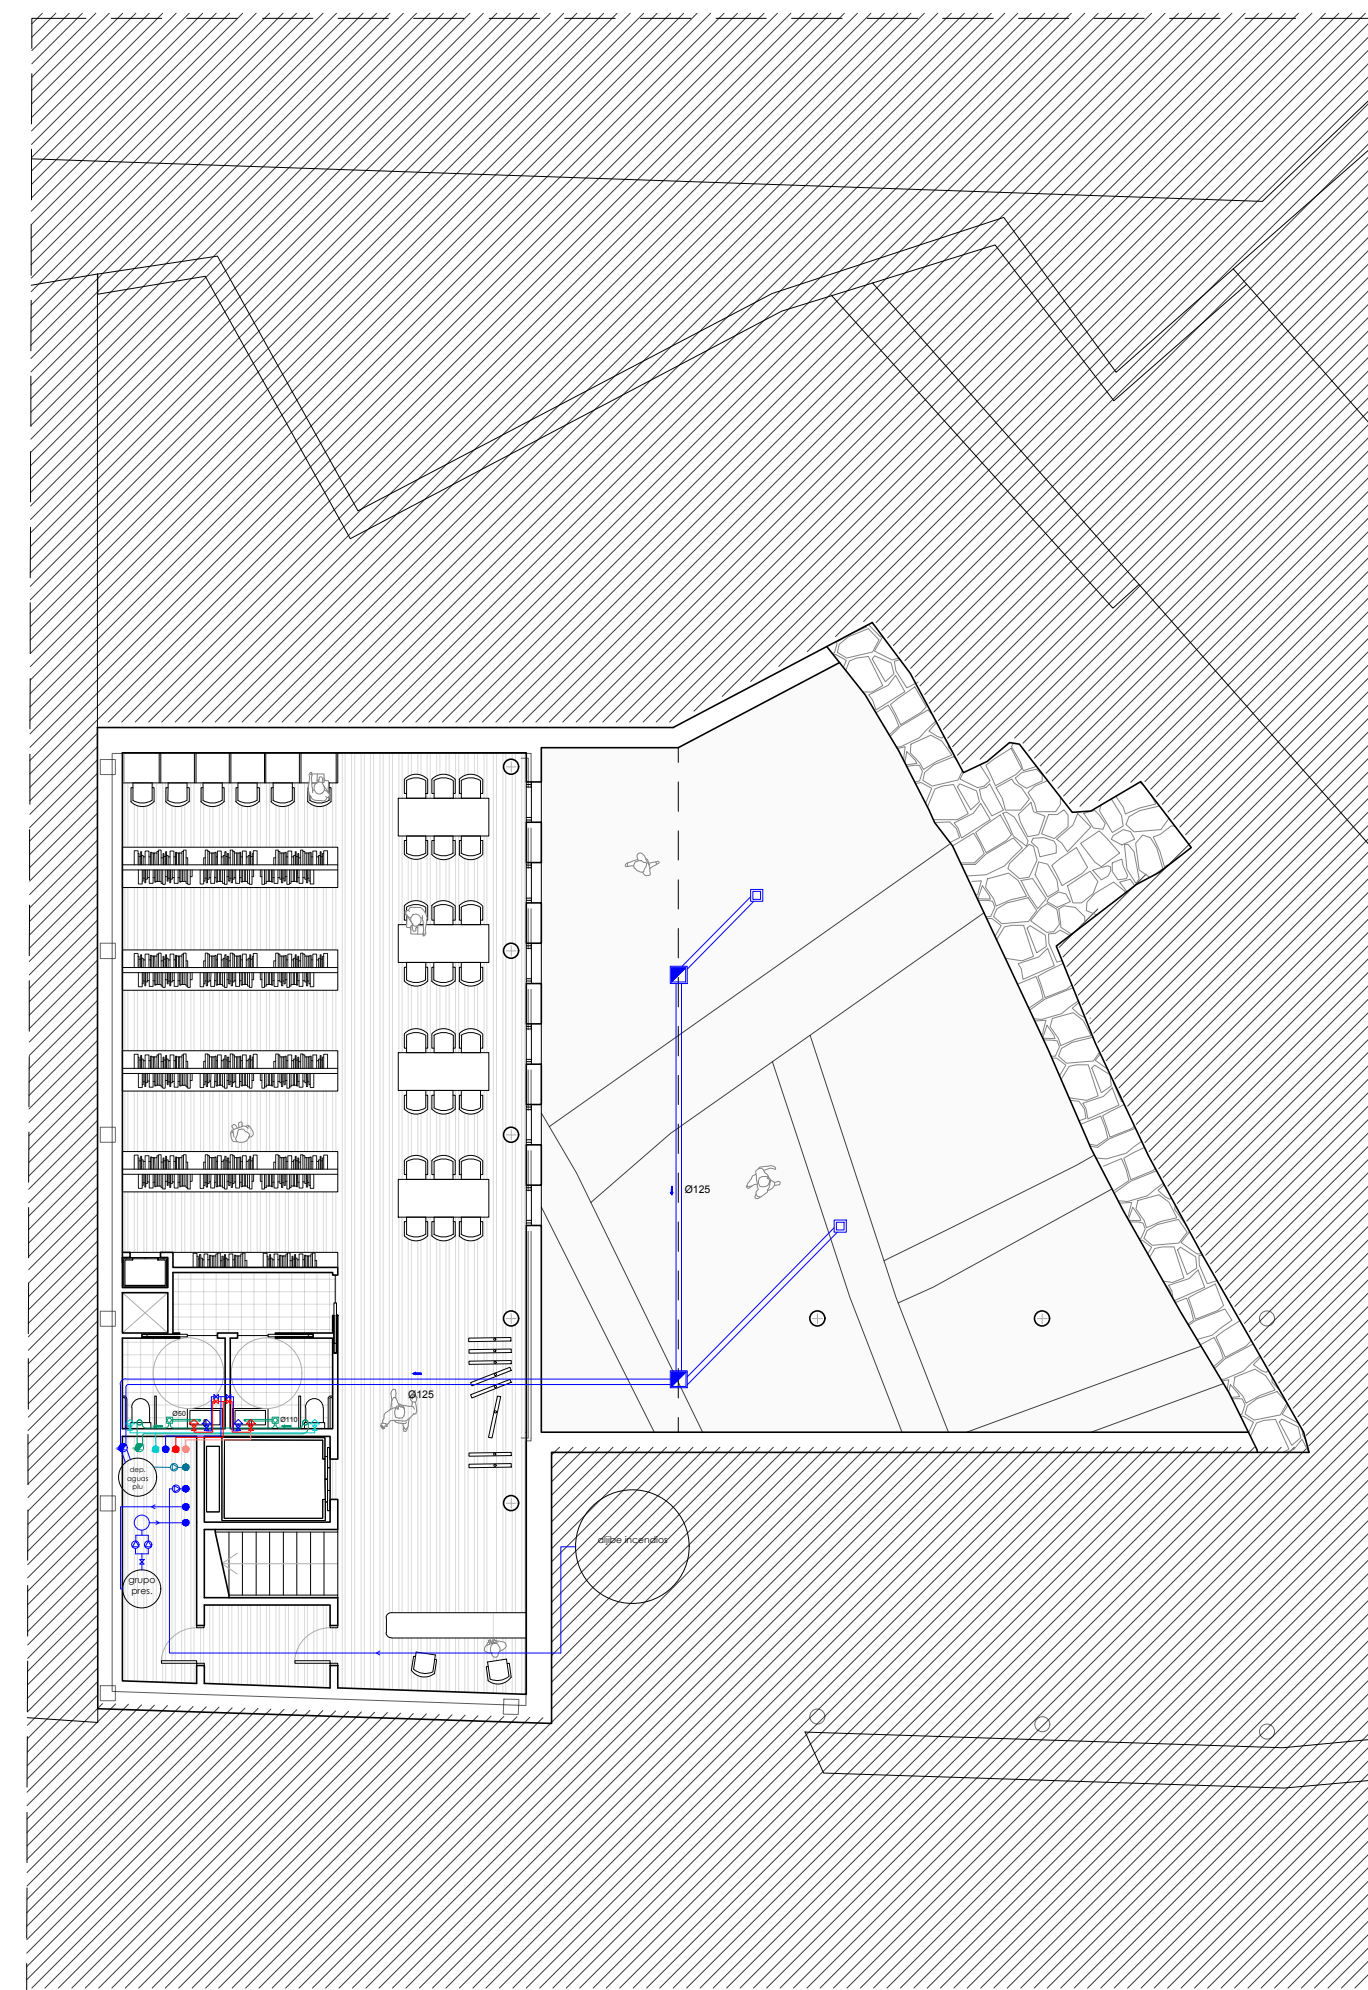 Ø125
Ø125
Ø50
Ø110
dep.
aguas
plu
aljibe incendios
grupo
pres.